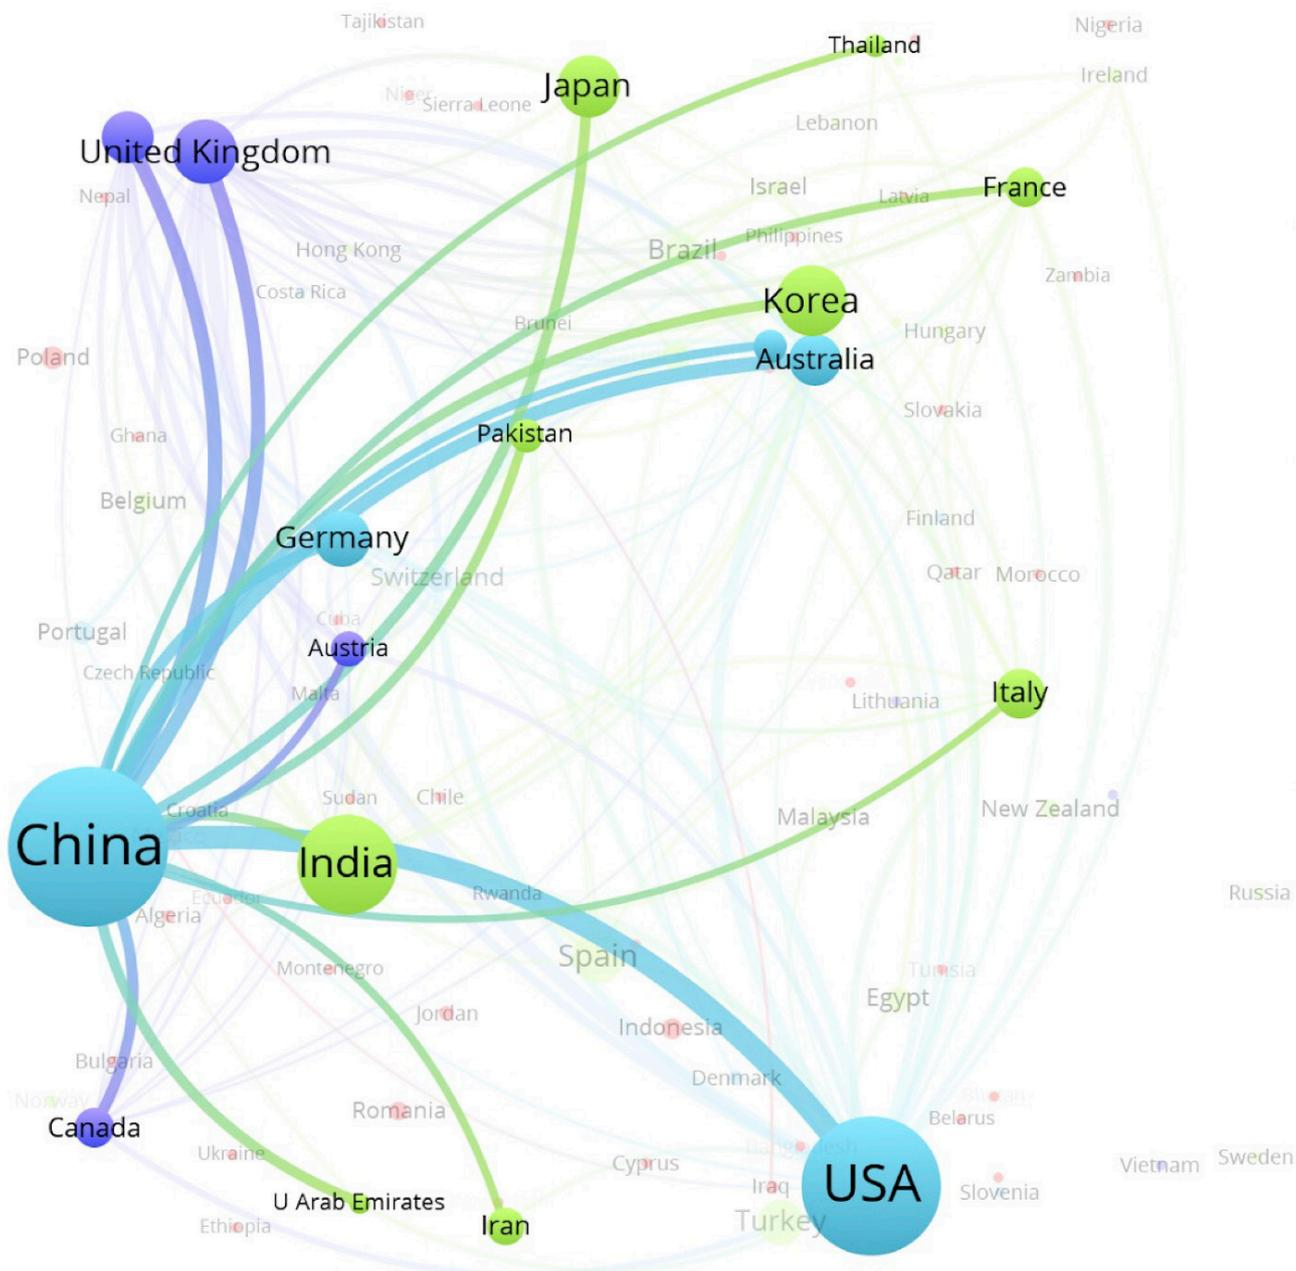 Tajikistan
Nigeria
Thailand
Ireland
Japan
Niger
Sierra Leone
Lebanon
United Kingdom
Israel
France
Nepal
Latvia
Philippines
Hong Kong
Brazil
Zambia
Costa Rica
Korea
Brunei
Hungary
Poland
Australia
Slovakia
Ghana
Pakistan
Belgium
Finland
Germany
Switzerland
Qatar
Morocco
Cuba
Portugal
Austria
Czech Republic
Malta
Italy
Lithuania
Sudan
Chile
Croatia
Malaysia
New Zealand
China
India
Ecuador
Rwanda
Russia
Algeria
Spain
Montenegro
Tunisia
Egypt
Jordan
Indonesia
Bulgaria
Denmark
Norway
Bhutan
Romania
Belarus
Canada
Ukraine
Bangladesh
Cyprus
Vietnam
Sweden
Iraq
USA
Slovenia
U Arab Emirates
Iran
Turkey
Ethiopia